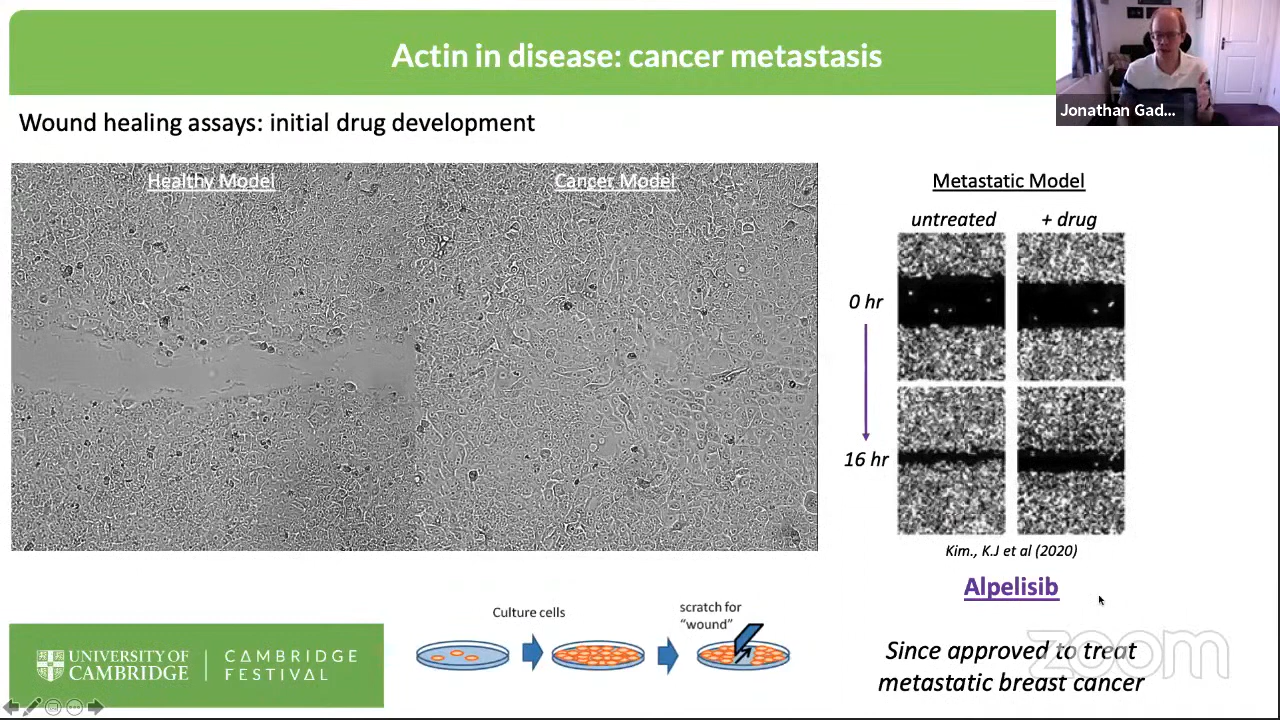 Actin in disease: cancer metastasis
Jonathan Gad...
Wound healing assays: initial drug development
Healthy Model
Cancer Model
Metastatic Model
untreated
+ drug
0 hr
16 hr
Kim., K.J et al (2020)
Alpelisib
Culture cells
scratch for
“wound”
Since approved to treat
metastatic breast cancer
zoom
UNIVERSITY OF
CAMBRIDGE
CAMBRIDGE
FESTIVAL